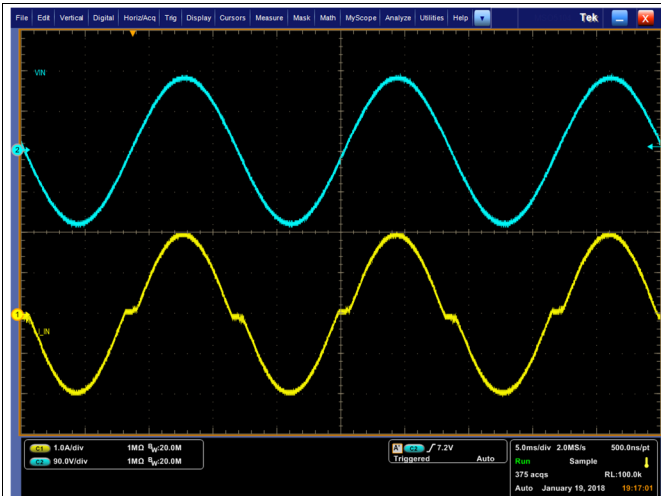 File Edit Vertical Digital Horiz/Acq Trig Display Cursors Measure Mask Math MyScope Analyze Utilities Help Tek X
VIN
2
1
I_IN
C1 1.0A/div 1MΩ BW:20.0M
C2 90.0V/div 1MΩ BW:20.0M
A' C2 7.2V
Triggered Auto
5.0ms/div 2.0MS/s 500.0ns/pt
Run Sample
375 acqs RL:100.0k
Auto January 19, 2018 19:17:01